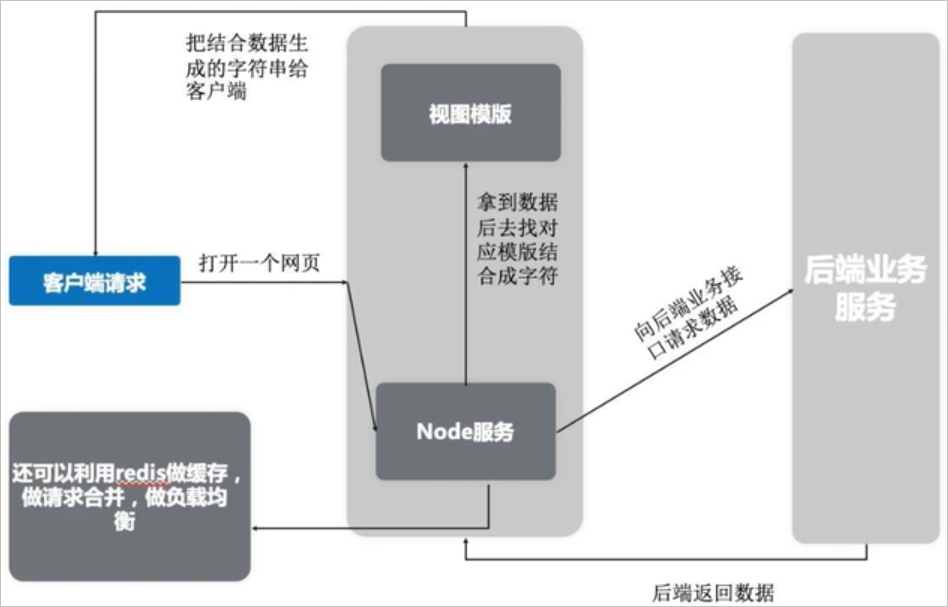 把结合数据生
成的字符串给
客户端
视图模版
拿到数据
后去找对
应模版结
合成字符
客户端请求
打开一个网页
向后端业务接
口请求数据
后端业务
服务
Node服务
还可以利用redis做缓存，
做请求合并，做负载均
衡
后端返回数据